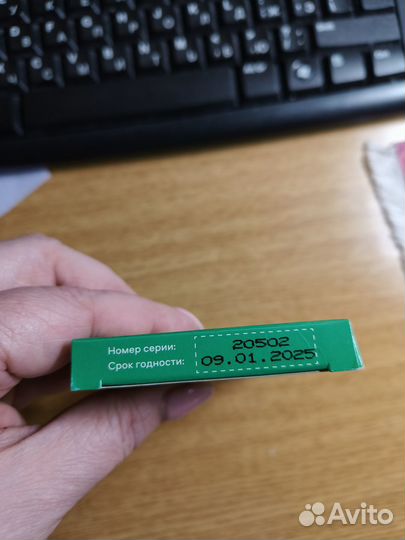 Номер серии: 20502
Срок годности: 09.01.2025
Avito